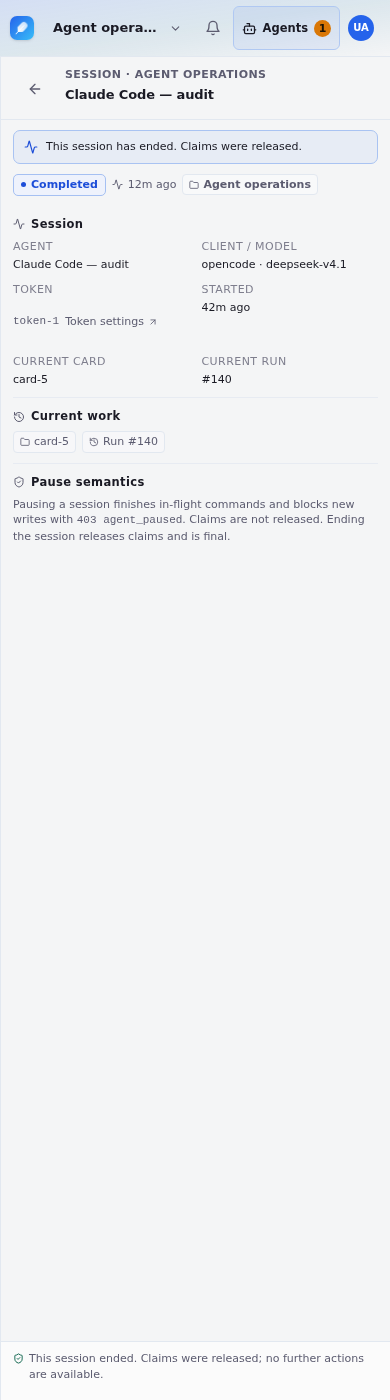 Agent opera…
Agents 1
UA
SESSION · AGENT OPERATIONS
Claude Code — audit
This session has ended. Claims were released.
Completed 12m ago Agent operations
Session
AGENT CLIENT / MODEL
Claude Code — audit opencode · deepseek-v4.1
TOKEN STARTED
42m ago
token-1 Token settings
CURRENT CARD CURRENT RUN
card-5 #140
Current work
card-5 Run #140
Pause semantics
Pausing a session finishes in-flight commands and blocks new
writes with 403 agent_paused. Claims are not released. Ending
the session releases claims and is final.
This session ended. Claims were released; no further actions
are available.